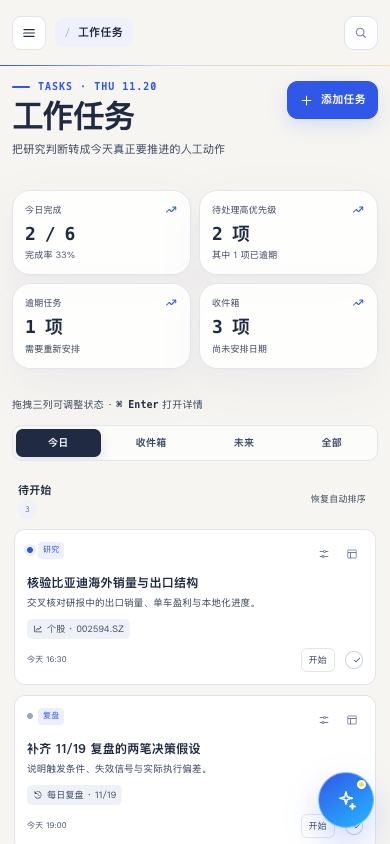 / 工作任务
TASKS · THU 11.20
工作任务
添加任务
把研究判断转成今天真正要推进的人工动作
今日完成
2 / 6
完成率 33%
待处理高优先级
2 项
其中 1 项已逾期
逾期任务
1 项
需要重新安排
收件箱
3 项
尚未安排日期
拖拽三列可调整状态 · ⌘ Enter 打开详情
今日 收件箱 未来 全部
待开始
3
恢复自动排序
研究
核验比亚迪海外销量与出口结构
交叉核对研报中的出口销量、单车盈利与本地化进度。
个股 · 002594.SZ
今天 16:30
开始
复盘
补齐 11/19 复盘的两笔决策假设
说明触发条件、失效信号与实际执行偏差。
每日复盘 · 11/19
今天 19:00
开始